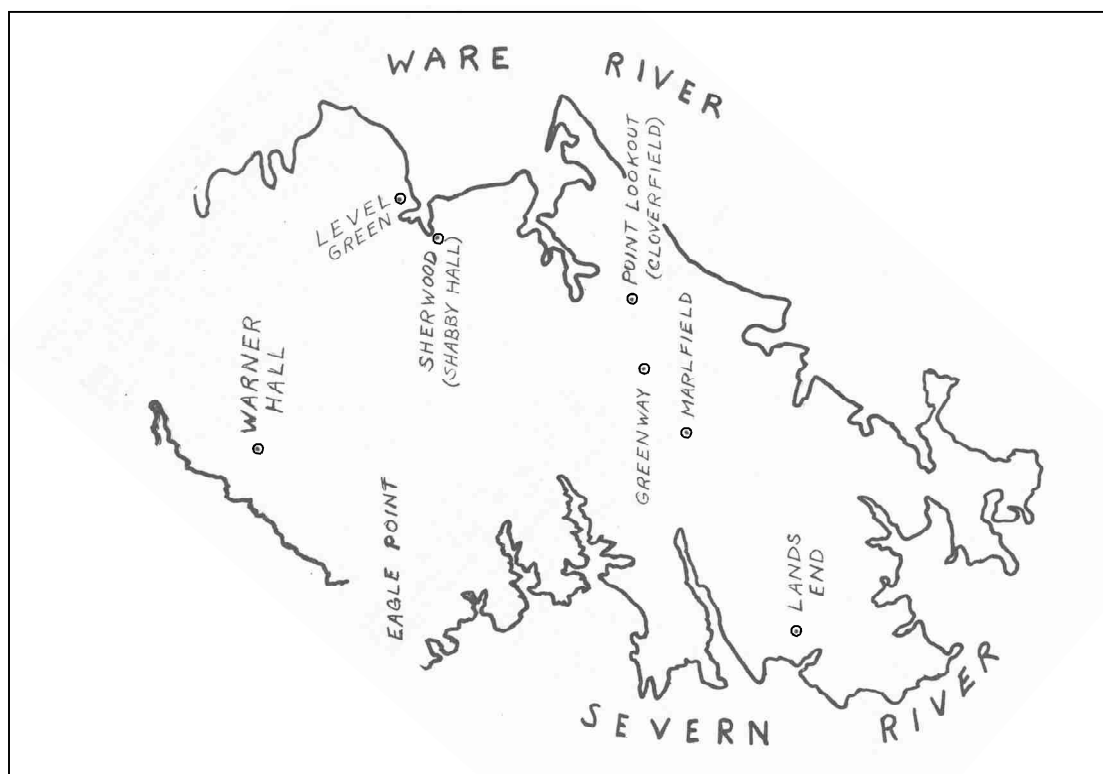 WARE RIVER
LEVEL
GREEN
SHERWOOD
(SHABBY HALL)
POINT LOOKOUT
(CLOVERFIELD)
WARNER
HALL
GREENWAY
MARLFIELD
EAGLE POINT
LANDS
END
SEVERN RIVER